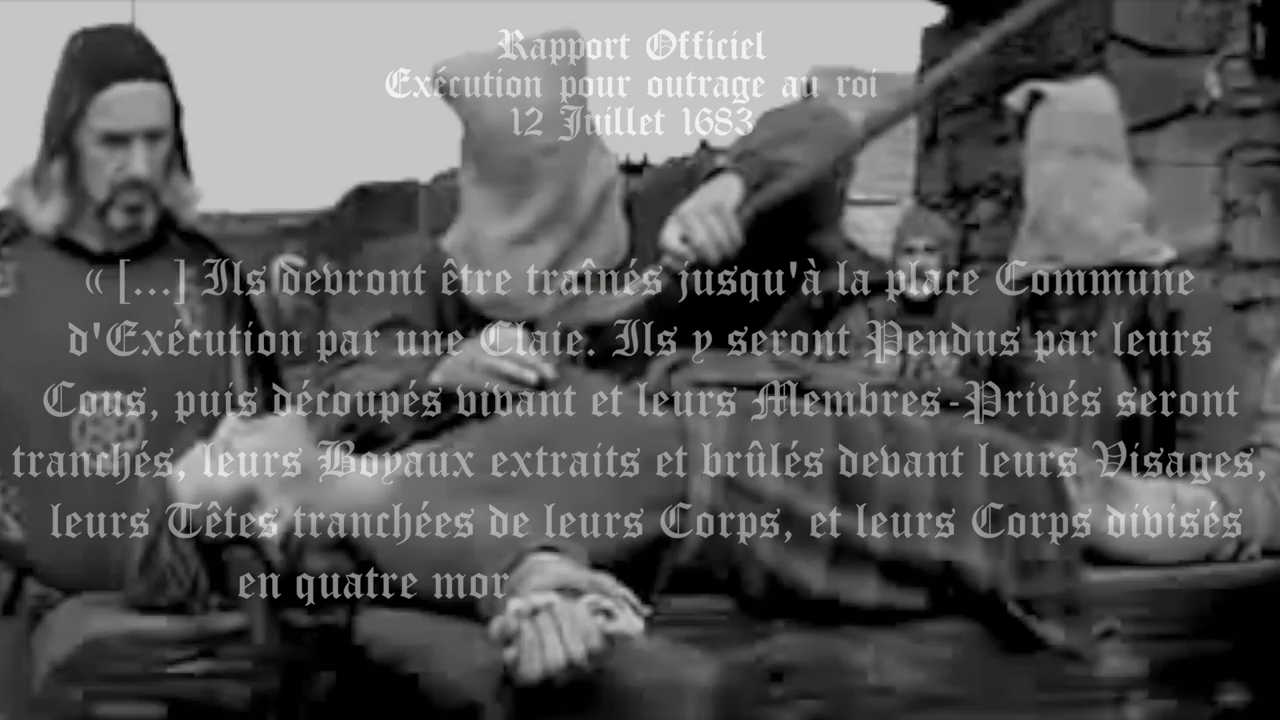 Rapport Officiel
Exécution pour outrage au roi
12 Juillet 1683
« [...] Ils devront être traînés jusqu'à la place Commune
d'Exécution par une Claie. Ils y seront Pendus par leurs
Corps, puis découpés vivant et leurs Membres-Privés seront
tranchés, leurs Boyaux extraits et brûlés devant leurs Visages,
leurs Têtes tranchées de leurs Corps, et leurs Corps divisés
en quatre mor